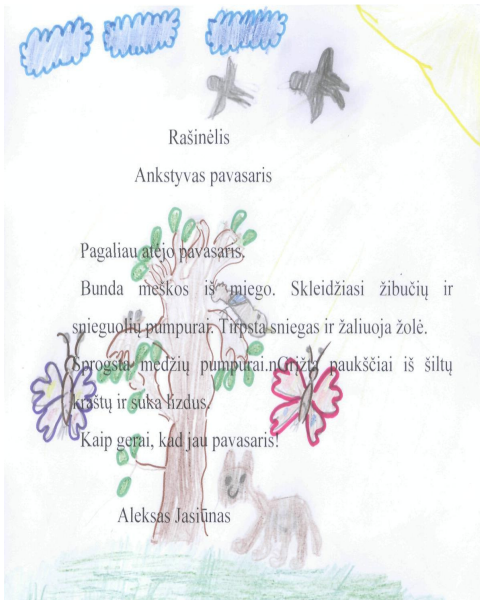 Rašinėlis
Ankstyvas pavasaris
Pagaliau atėjo pavasaris.
Bunda meškos iš miego. Skleidžiasi žibučių ir
snieguolių pumpurai. Tirpsta sniegas ir žaliuoja žolė.
Sprogsta medžių pumpurai.nGrįžta paukščiai iš šiltų
kraštų ir suka lizdus.
Kaip gerai, kad jau pavasaris!
Aleksas Jasiūnas